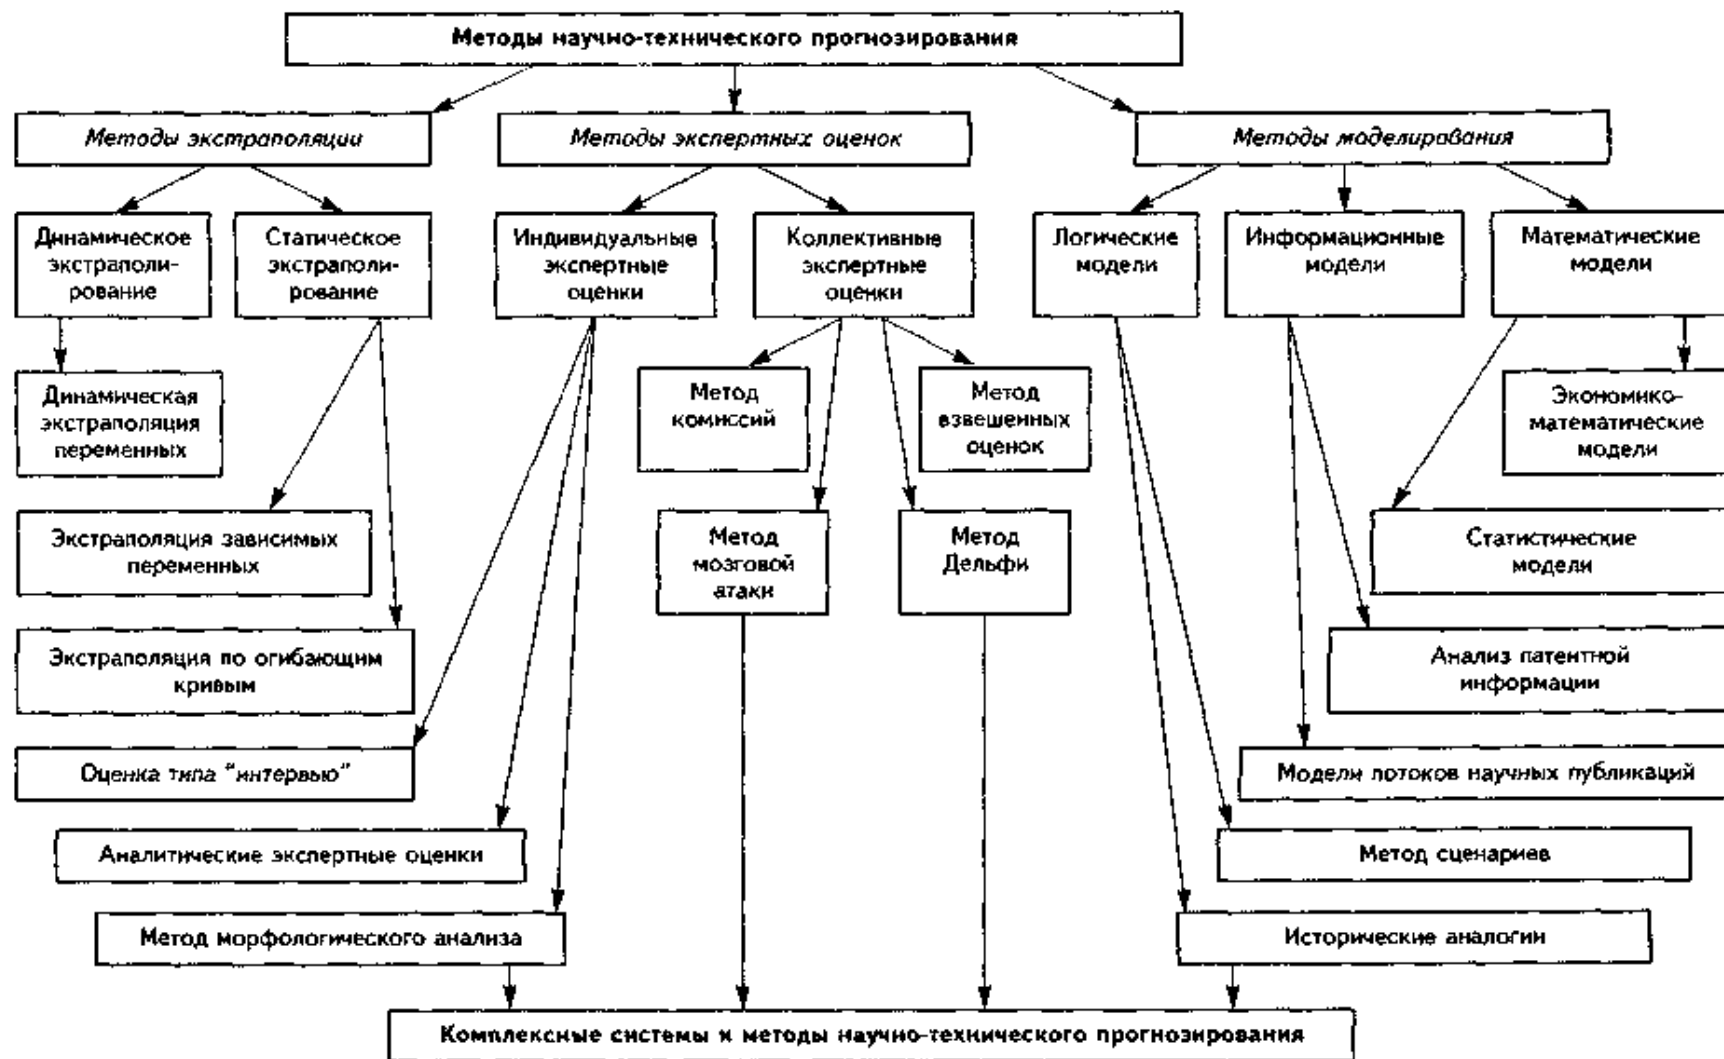 Методы научно-технического прогнозирования
Методы экстраполяции
Методы экспертных оценок
Методы моделирования
Динамическое
экстраполи-
рование
Статическое
экстраполи-
рование
Индивидуальные
экспертные
оценки
Коллективные
экспертные
оценки
Логические
модели
Информационные
модели
Математические
модели
Динамическая
экстраполяция
переменных
Метод
комиссий
Метод
взвешенных
оценок
Экономико-
математические
модели
Экстраполяция зависимых
переменных
Метод
мозговой
атаки
Метод
Дельфи
Статистические
модели
Экстраполяция по огибающим
кривым
Анализ патентной
информации
Оценка типа "интервью"
Модели потоков научных публикаций
Аналитические экспертные оценки
Метод сценариев
Метод морфологического анализа
Исторические аналогии
Комплексные системы и методы научно-технического прогнозирования